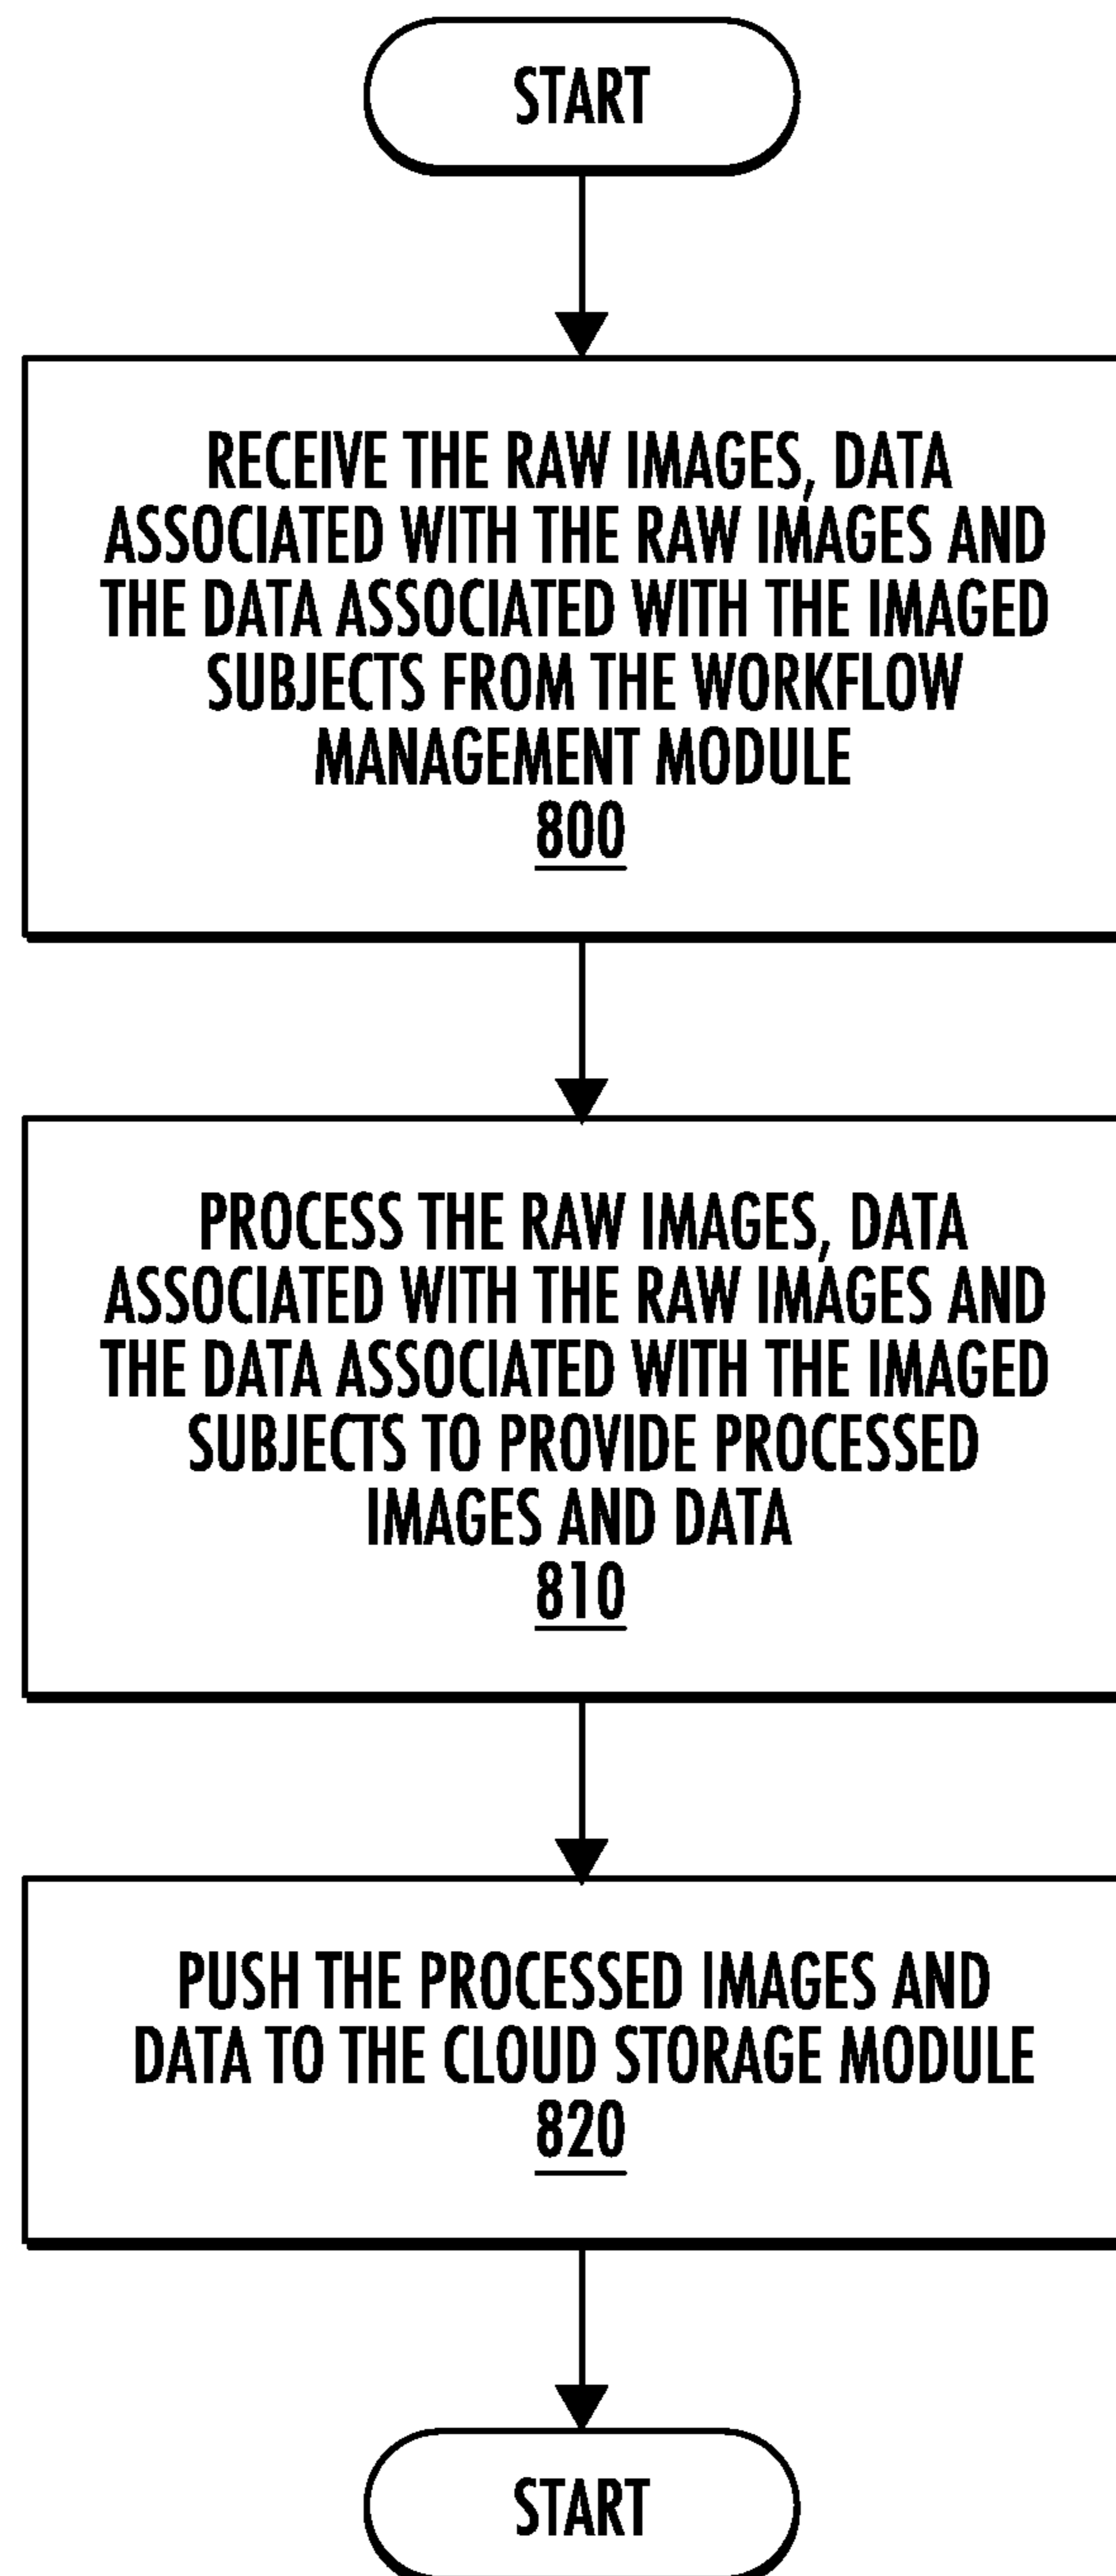 START
RECEIVE THE RAW IMAGES, DATA
ASSOCIATED WITH THE RAW IMAGES AND
THE DATA ASSOCIATED WITH THE IMAGED
SUBJECTS FROM THE WORKFLOW
MANAGEMENT MODULE
800
PROCESS THE RAW IMAGES, DATA
ASSOCIATED WITH THE RAW IMAGES AND
THE DATA ASSOCIATED WITH THE IMAGED
SUBJECTS TO PROVIDE PROCESSED
IMAGES AND DATA
810
PUSH THE PROCESSED IMAGES AND
DATA TO THE CLOUD STORAGE MODULE
820
START